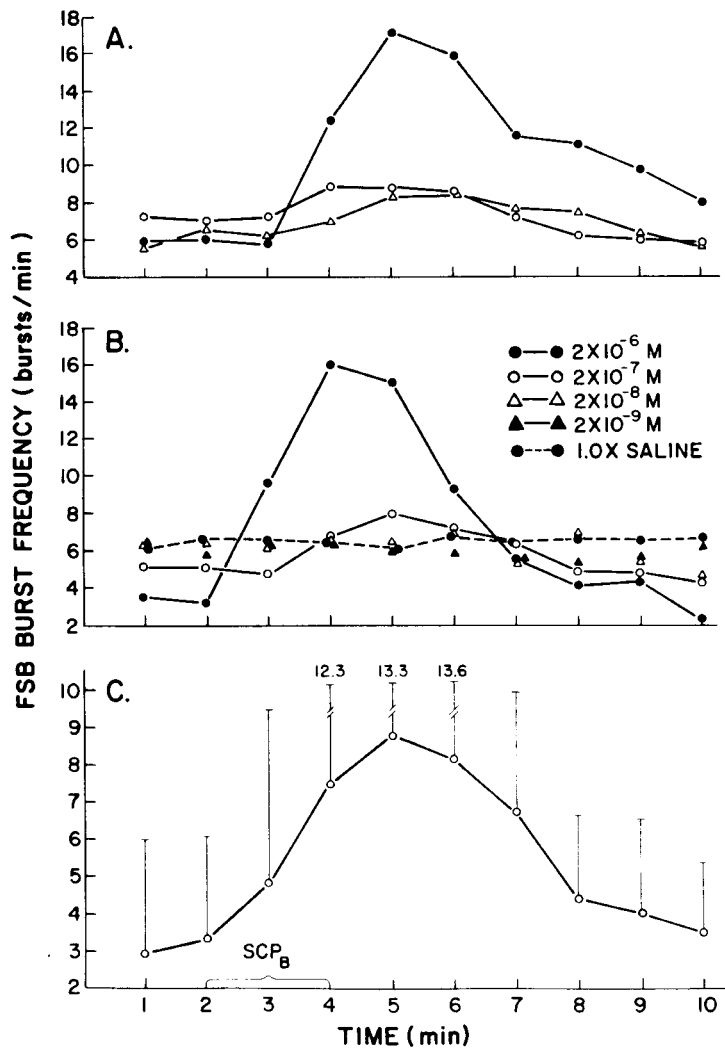 FSB BURST FREQUENCY (bursts/min)
A.
18
16
14
12
10
8
6
4
B.
18
16
14
12
10
8
6
4
2
●—● 2X10⁻⁶ M
○—○ 2X10⁻⁷ M
△—△ 2X10⁻⁸ M
▲—▲ 2X10⁻⁹ M
●--● 1.0X SALINE
C.
12.3 13.3 13.6
10
9
8
7
6
5
4
3
2
SCP_B
1 2 3 4 5 6 7 8 9 10
TIME (min)